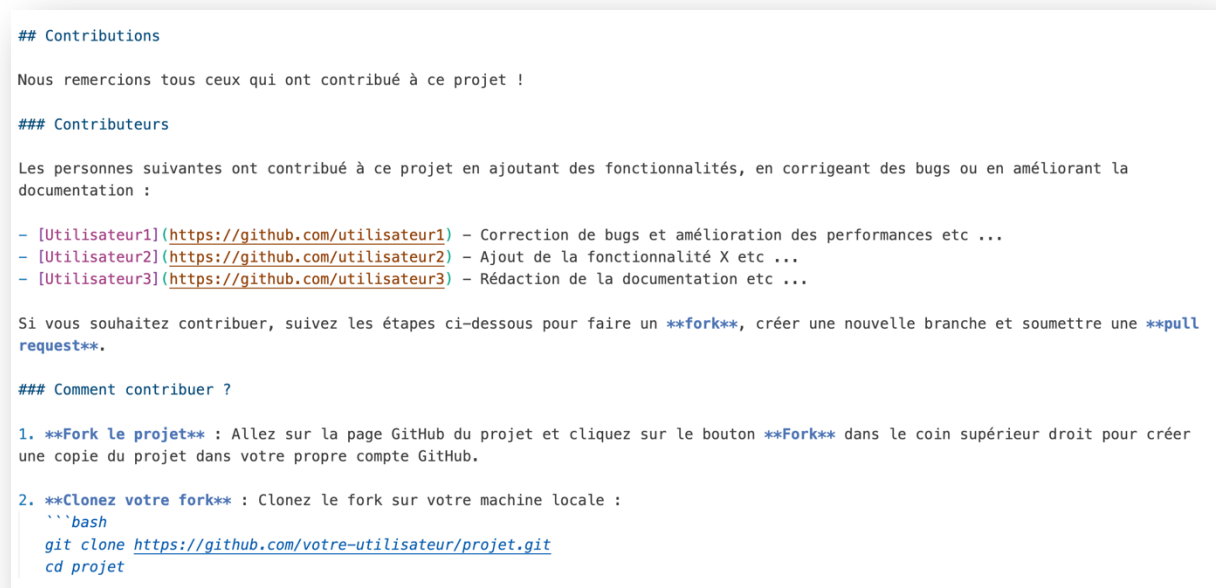 ## Contributions
Nous remercions tous ceux qui ont contribué à ce projet !
### Contributeurs
Les personnes suivantes ont contribué à ce projet en ajoutant des fonctionnalités, en corrigeant des bugs ou en améliorant la
documentation :
- [Utilisateur1](https://github.com/utilisateur1) - Correction de bugs et amélioration des performances etc ...
- [Utilisateur2](https://github.com/utilisateur2) - Ajout de la fonctionnalité X etc ...
- [Utilisateur3](https://github.com/utilisateur3) - Rédaction de la documentation etc ...
Si vous souhaitez contribuer, suivez les étapes ci-dessous pour faire un **fork**, créer une nouvelle branche et soumettre une **pull
request**.
### Comment contribuer ?
1. **Fork le projet** : Allez sur la page GitHub du projet et cliquez sur le bouton **Fork** dans le coin supérieur droit pour créer
une copie du projet dans votre propre compte GitHub.
2. **Clonez votre fork** : Clonez le fork sur votre machine locale :
```bash
git clone https://github.com/votre-utilisateur/projet.git
cd projet